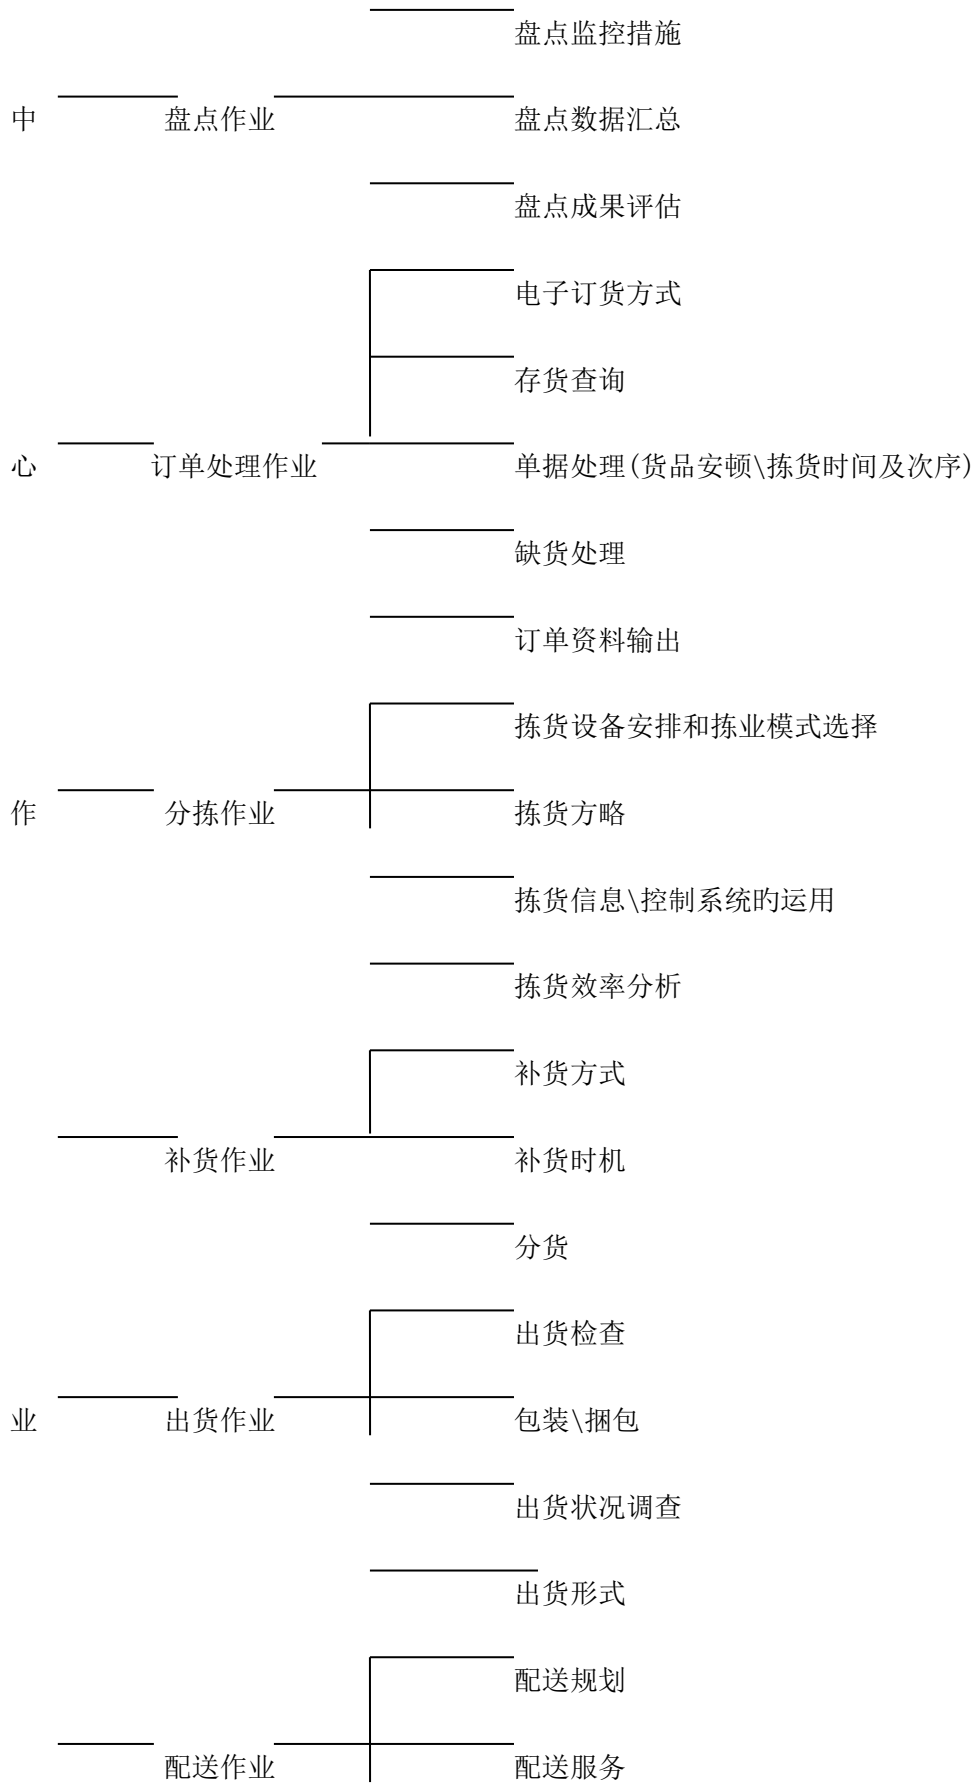 盘点监控措施
中 盘点作业 盘点数据汇总
盘点成果评估
电子订货方式
存货查询
心 订单处理作业 单据处理(货品安顿\拣货时间及次序)
缺货处理
订单资料输出
拣货设备安排和拣业模式选择
作 分拣作业 拣货方略
拣货信息\控制系统旳运用
拣货效率分析
补货方式
补货作业 补货时机
分货
出货检查
业 出货作业 包装\捆包
出货状况调查
出货形式
配送规划
配送作业 配送服务